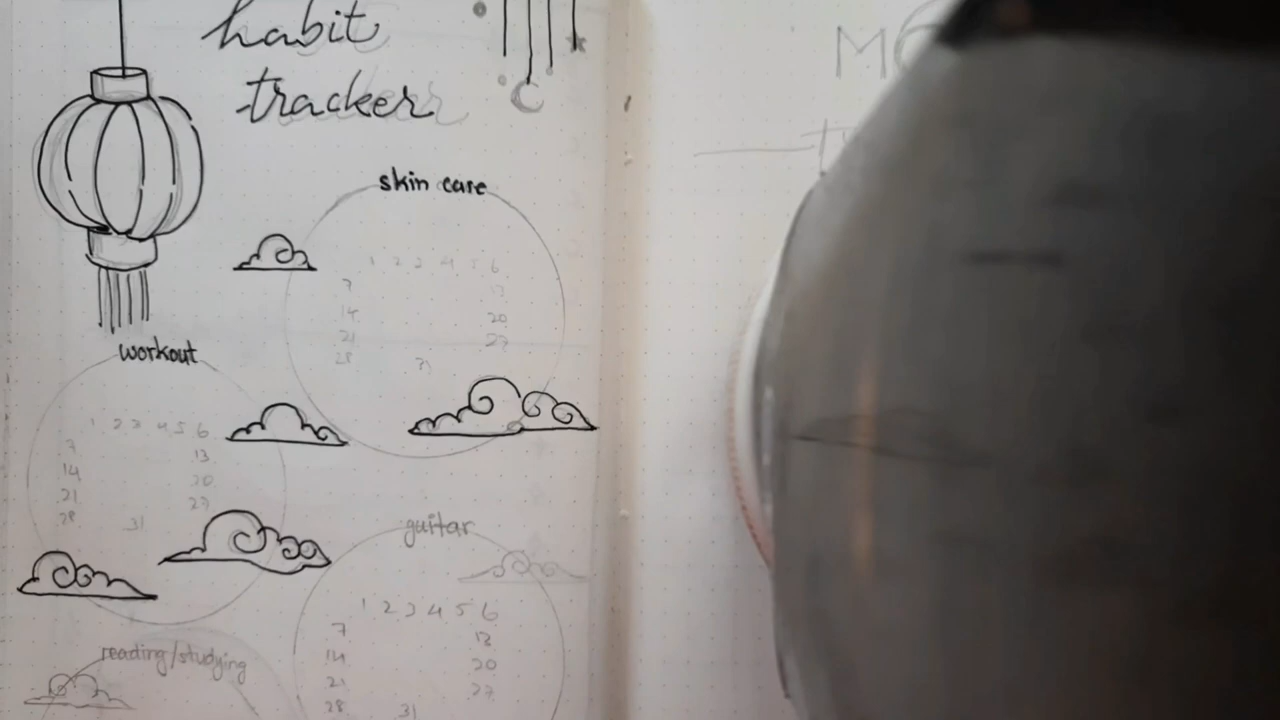 habit
tracker
skin care
1 2 3 4 5 6
7 13
14 20
21 27
28 31
workout
1 2 3 4 5 6
7 13
14 20
21 27
28 31
guitar
1 2 3 4 5 6
7 13
14 20
21 27
28 31
reading/studying